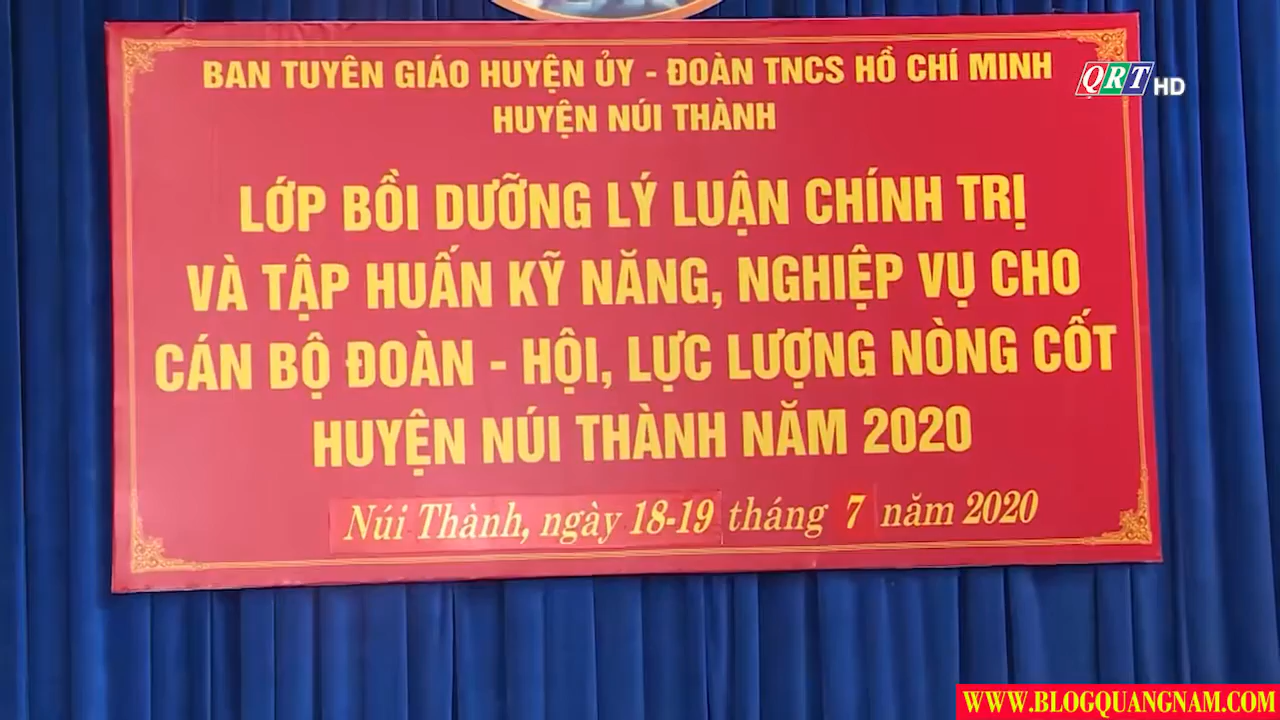 BAN TUYÊN GIÁO HUYỆN ỦY - ĐOÀN TNCS HỒ CHÍ MINH
HUYỆN NÚI THÀNH
QRT HD
LỚP BỒI DƯỠNG LÝ LUẬN CHÍNH TRỊ
VÀ TẬP HUẤN KỸ NĂNG, NGHIỆP VỤ CHO
CÁN BỘ ĐOÀN - HỘI, LỰC LƯỢNG NÒNG CỐT
HUYỆN NÚI THÀNH NĂM 2020
Núi Thành, ngày 18-19 tháng 7 năm 2020
WWW.BLOGQUANGNAM.COM